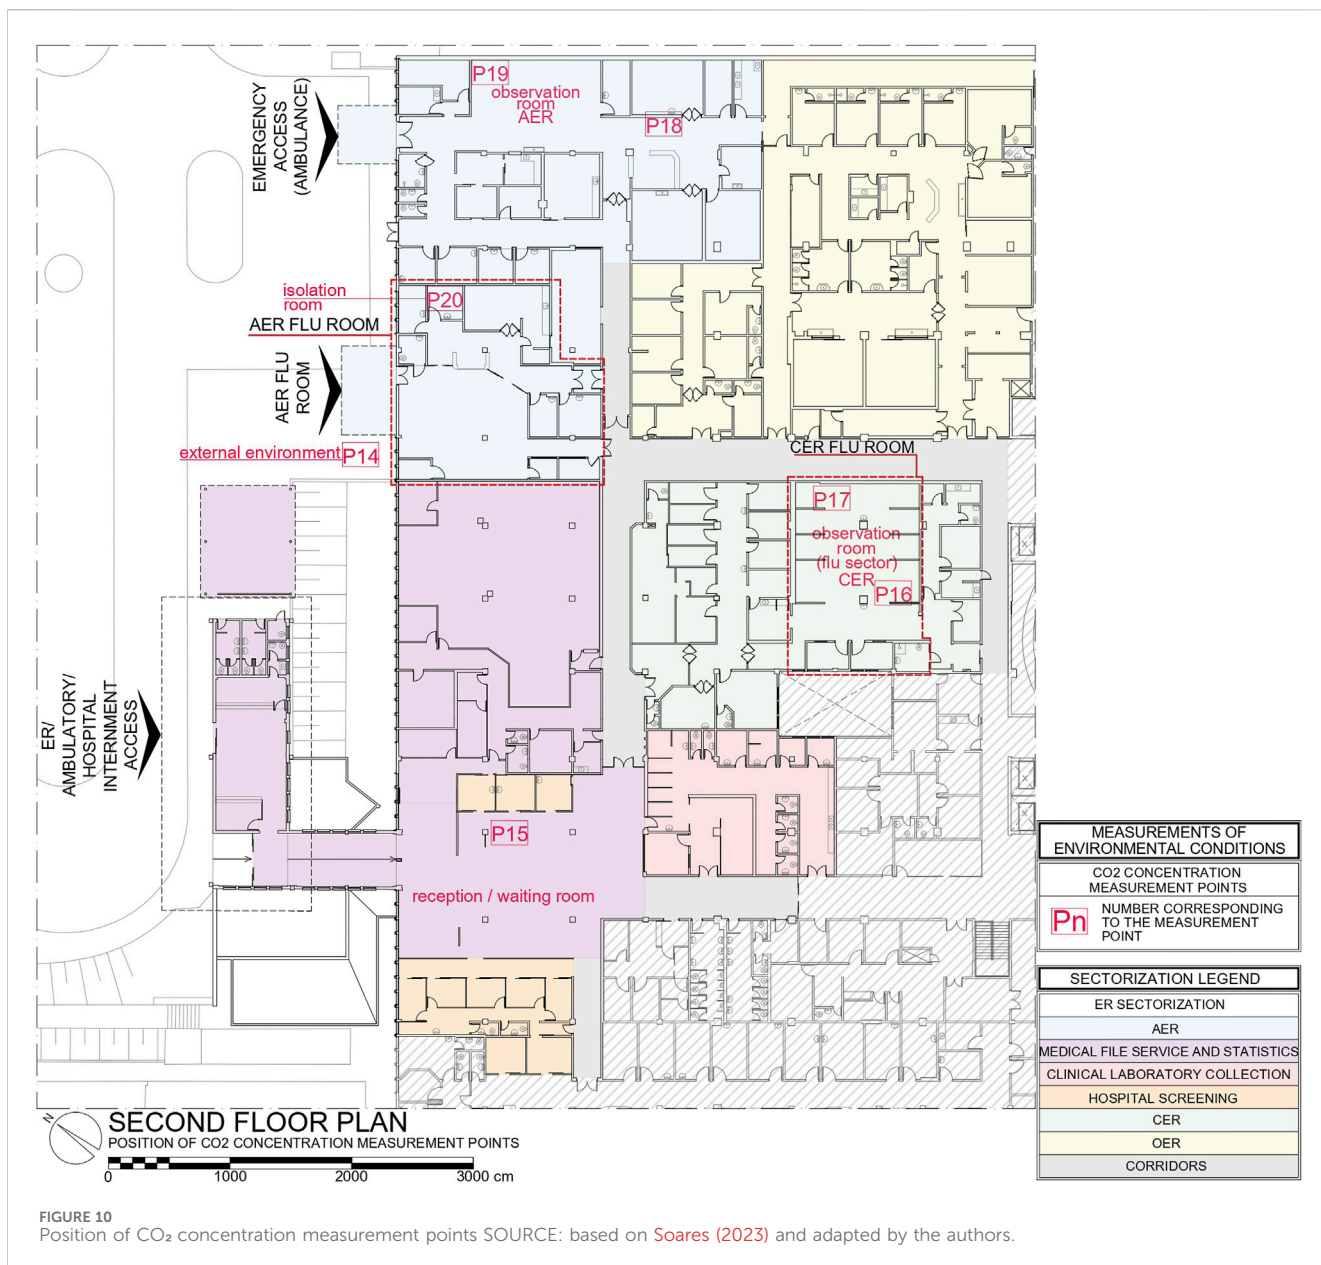 EMERGENCY
ACCESS
(AMBULANCE)
P19
observation
room
AER
P18
isolation
room
P20
AER FLU ROOM
AER FLU
ROOM
external environment
P14
CER FLU ROOM
P17
observation
room
(flu sector)
CER
P16
ER/
AMBULATORY/
HOSPITAL
INTERNMENT
ACCESS
P15
reception / waiting room
MEASUREMENTS OF
ENVIRONMENTAL CONDITIONS
CO2 CONCENTRATION
MEASUREMENT POINTS
Pn
NUMBER CORRESPONDING
TO THE MEASUREMENT
POINT
SECTORIZATION LEGEND
ER SECTORIZATION
AER
MEDICAL FILE SERVICE AND STATISTICS
CLINICAL LABORATORY COLLECTION
HOSPITAL SCREENING
CER
OER
CORRIDORS
N
SECOND FLOOR PLAN
POSITION OF CO2 CONCENTRATION MEASUREMENT POINTS
0 1000 2000 3000 cm
FIGURE 10
Position of CO₂ concentration measurement points SOURCE: based on Soares (2023) and adapted by the authors.